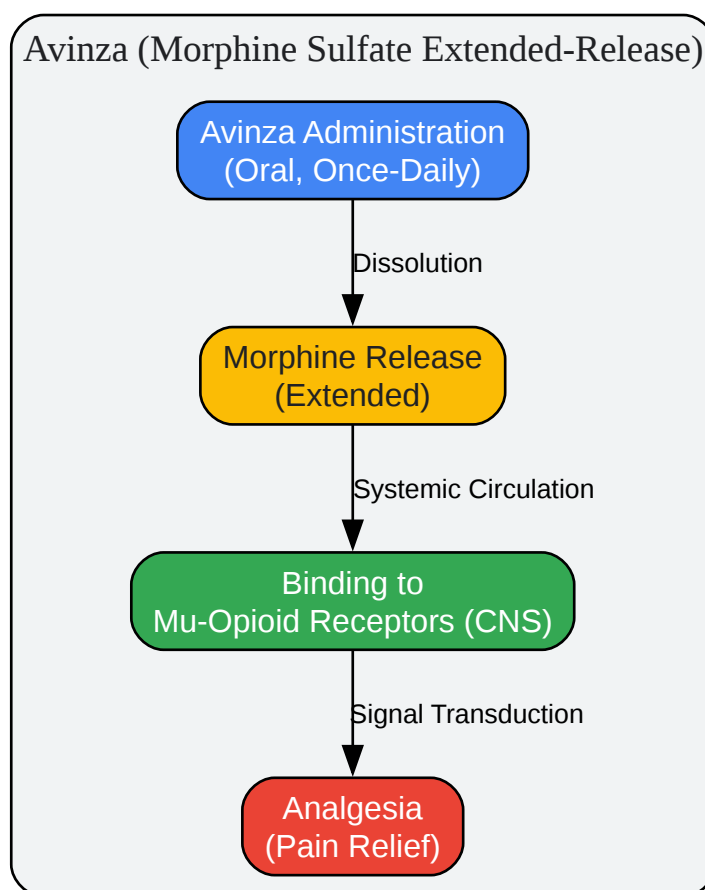 Avinza (Morphine Sulfate Extended-Release)
Avinza Administration
(Oral, Once-Daily)
Dissolution
Morphine Release
(Extended)
Systemic Circulation
Binding to
Mu-Opioid Receptors (CNS)
Signal Transduction
Analgesia
(Pain Relief)